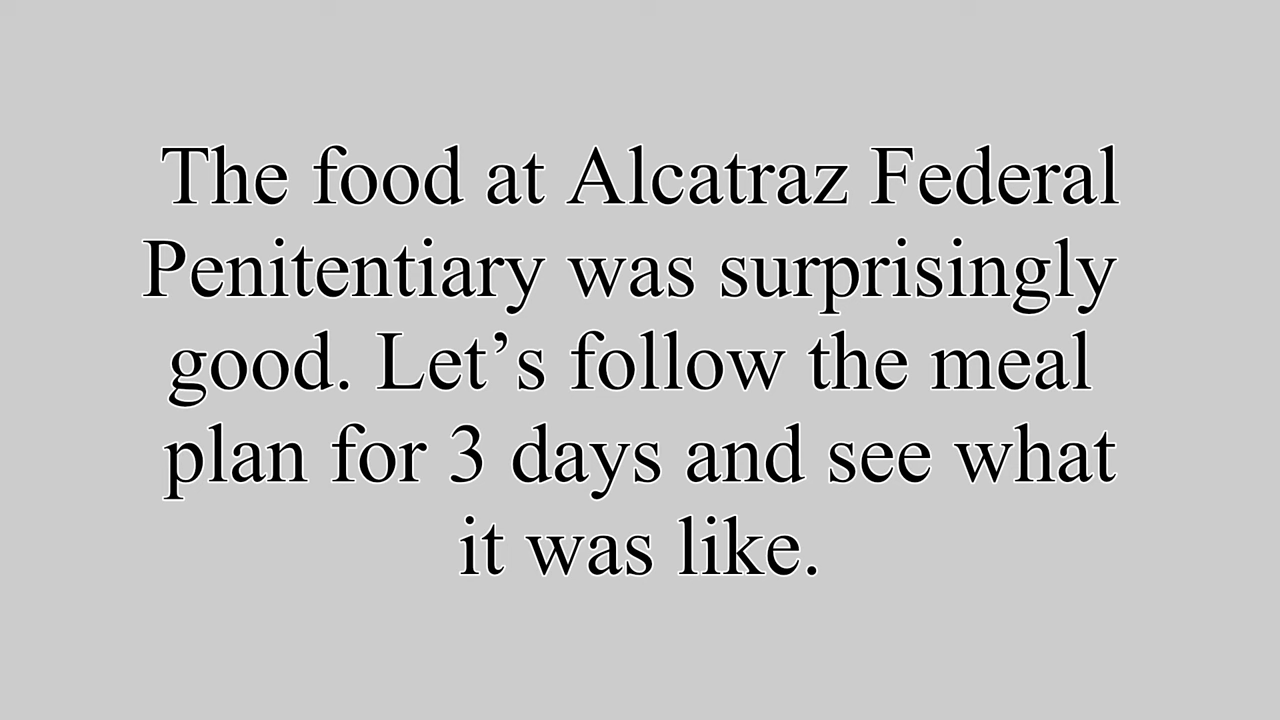 The food at Alcatraz Federal
Penitentiary was surprisingly
good. Let’s follow the meal
plan for 3 days and see what
it was like.